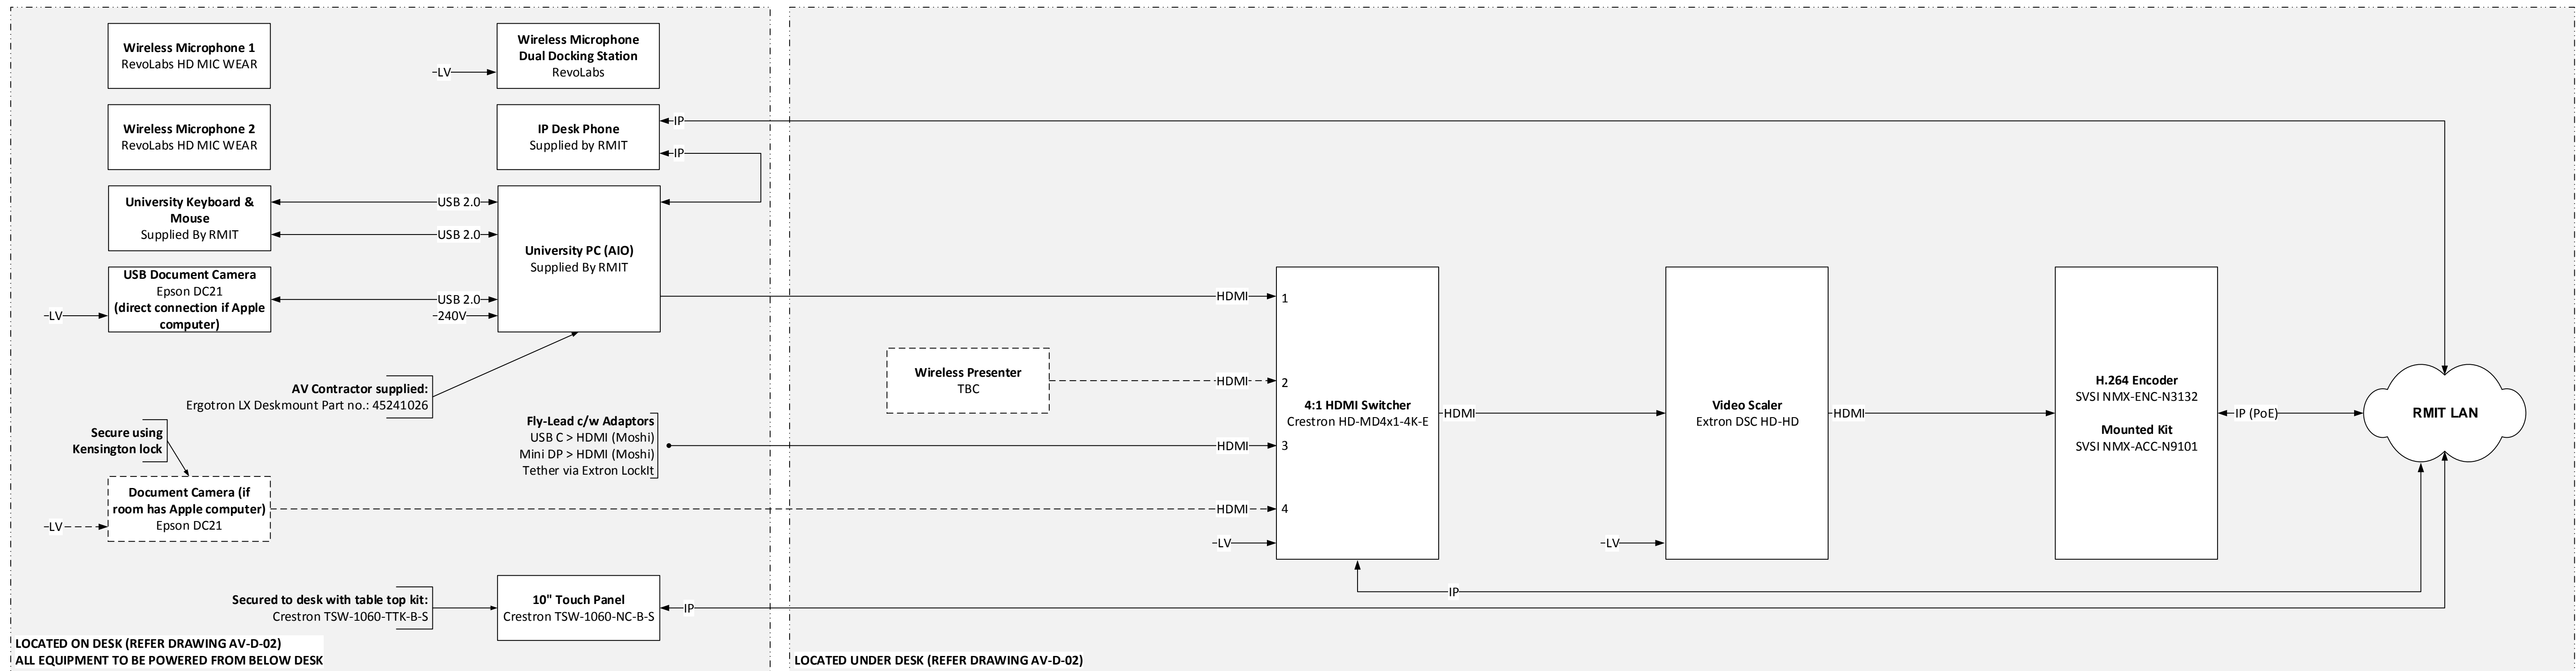 Wireless Microphone 1
RevoLabs HD MIC WEAR
Wireless Microphone
Dual Docking Station
RevoLabs
LV
Wireless Microphone 2
RevoLabs HD MIC WEAR
IP Desk Phone
Supplied by RMIT
IP
IP
University Keyboard &
Mouse
Supplied By RMIT
USB 2.0
USB 2.0
University PC (AIO)
Supplied By RMIT
USB Document Camera
Epson DC21
(direct connection if Apple
computer)
LV
USB 2.0
240V
HDMI
1
AV Contractor supplied:
Ergotron LX Deskmount Part no.: 45241026
Wireless Presenter
TBC
HDMI
2
Secure using
Kensington lock
Fly-Lead c/w Adaptors
USB C > HDMI (Moshi)
Mini DP > HDMI (Moshi)
Tether via Extron LockIt
HDMI
3
4:1 HDMI Switcher
Crestron HD-MD4x1-4K-E
HDMI
Video Scaler
Extron DSC HD-HD
HDMI
H.264 Encoder
SVSI NMX-ENC-N3132
Mounted Kit
SVSI NMX-ACC-N9101
IP (PoE)
RMIT LAN
Document Camera (if
room has Apple computer)
Epson DC21
LV
HDMI
4
LV
LV
IP
Secured to desk with table top kit:
Crestron TSW-1060-TTK-B-S
10" Touch Panel
Crestron TSW-1060-NC-B-S
IP
LOCATED ON DESK (REFER DRAWING AV-D-02)
ALL EQUIPMENT TO BE POWERED FROM BELOW DESK
LOCATED UNDER DESK (REFER DRAWING AV-D-02)